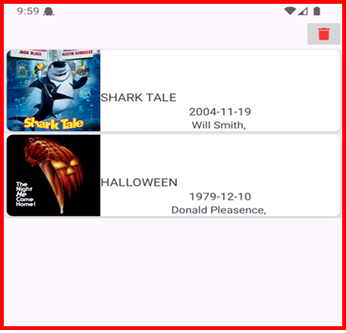 9:59
JACK BLACK MARTIN SCORSESE
Shark Tale
SHARK TALE
2004-11-19
Will Smith,
The
Night
He
Came
Home!
HALLOWEEN
1979-12-10
Donald Pleasence,